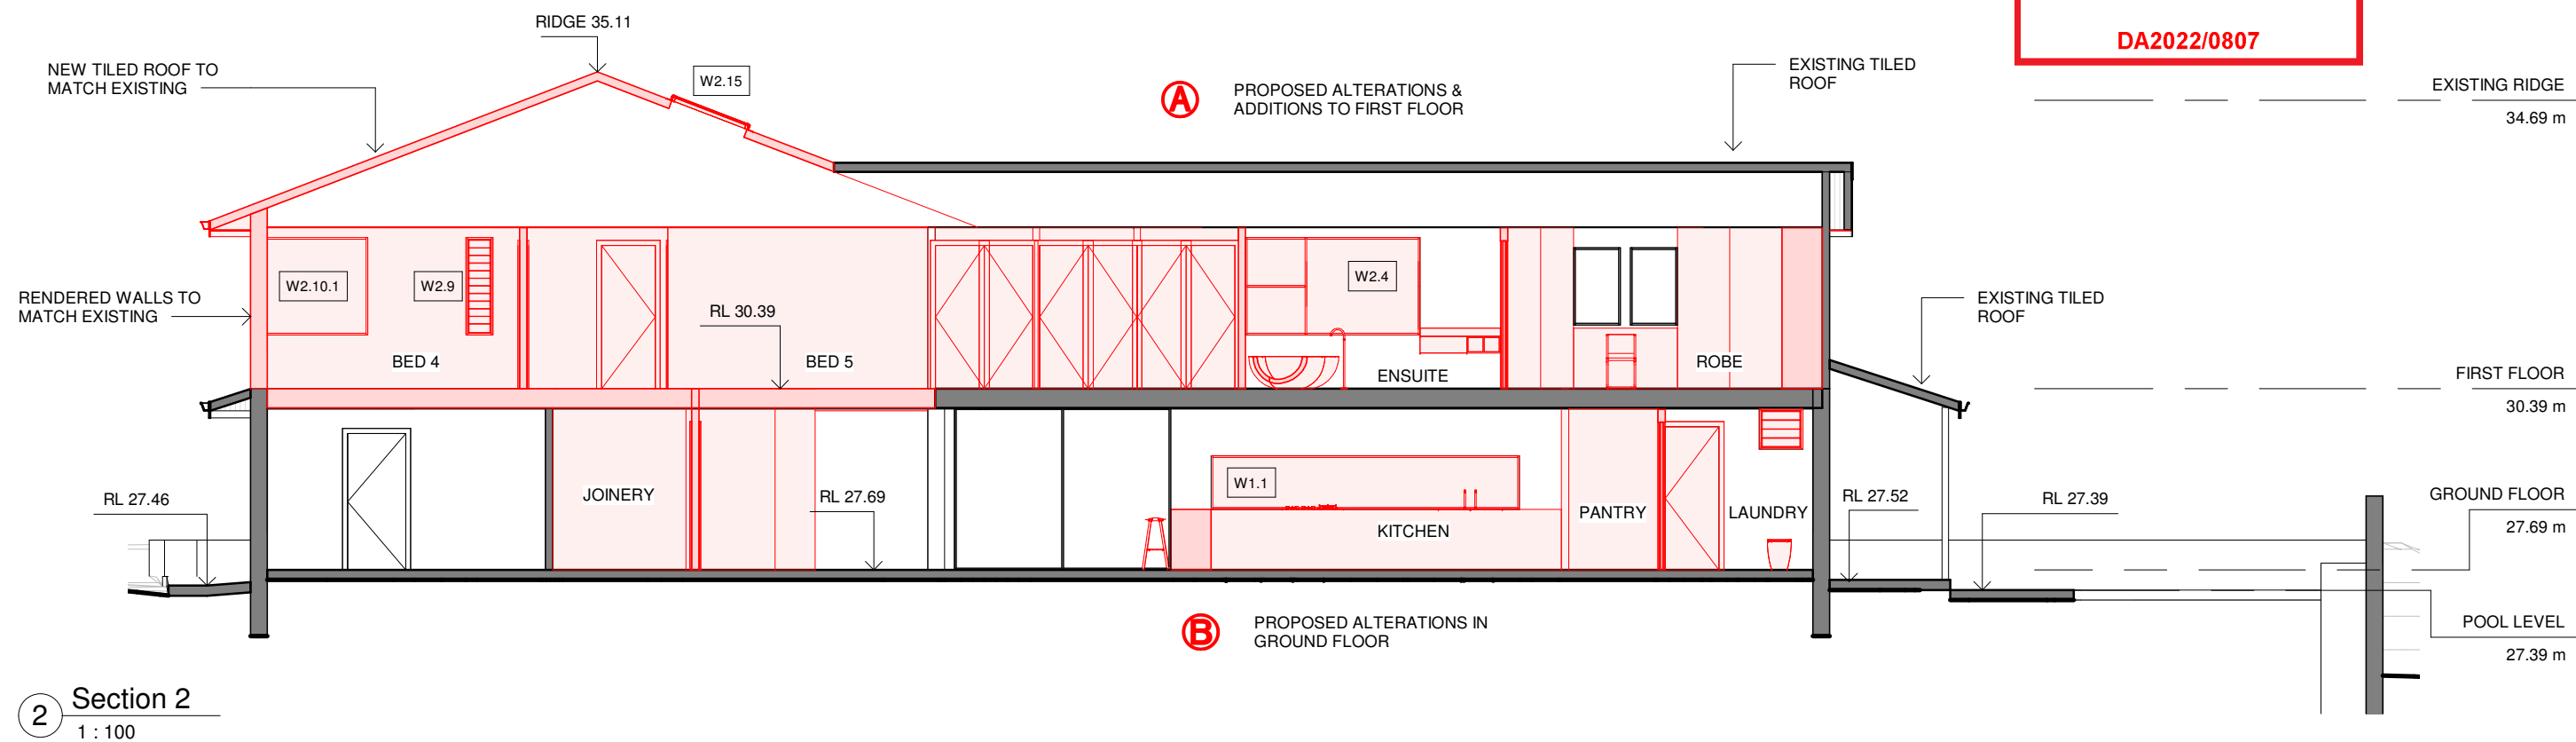 RIDGE 35.11
DA2022/0807
NEW TILED ROOF TO
MATCH EXISTING
W2.15
A
PROPOSED ALTERATIONS &
ADDITIONS TO FIRST FLOOR
EXISTING TILED
ROOF
EXISTING RIDGE
34.69 m
RENDERED WALLS TO
MATCH EXISTING
W2.10.1
W2.9
BED 4
RL 30.39
BED 5
W2.4
ENSUITE
ROBE
EXISTING TILED
ROOF
FIRST FLOOR
30.39 m
RL 27.46
JOINERY
RL 27.69
W1.1
KITCHEN
PANTRY
LAUNDRY
RL 27.52
RL 27.39
GROUND FLOOR
27.69 m
B
PROPOSED ALTERATIONS IN
GROUND FLOOR
POOL LEVEL
27.39 m
2
Section 2
1 : 100